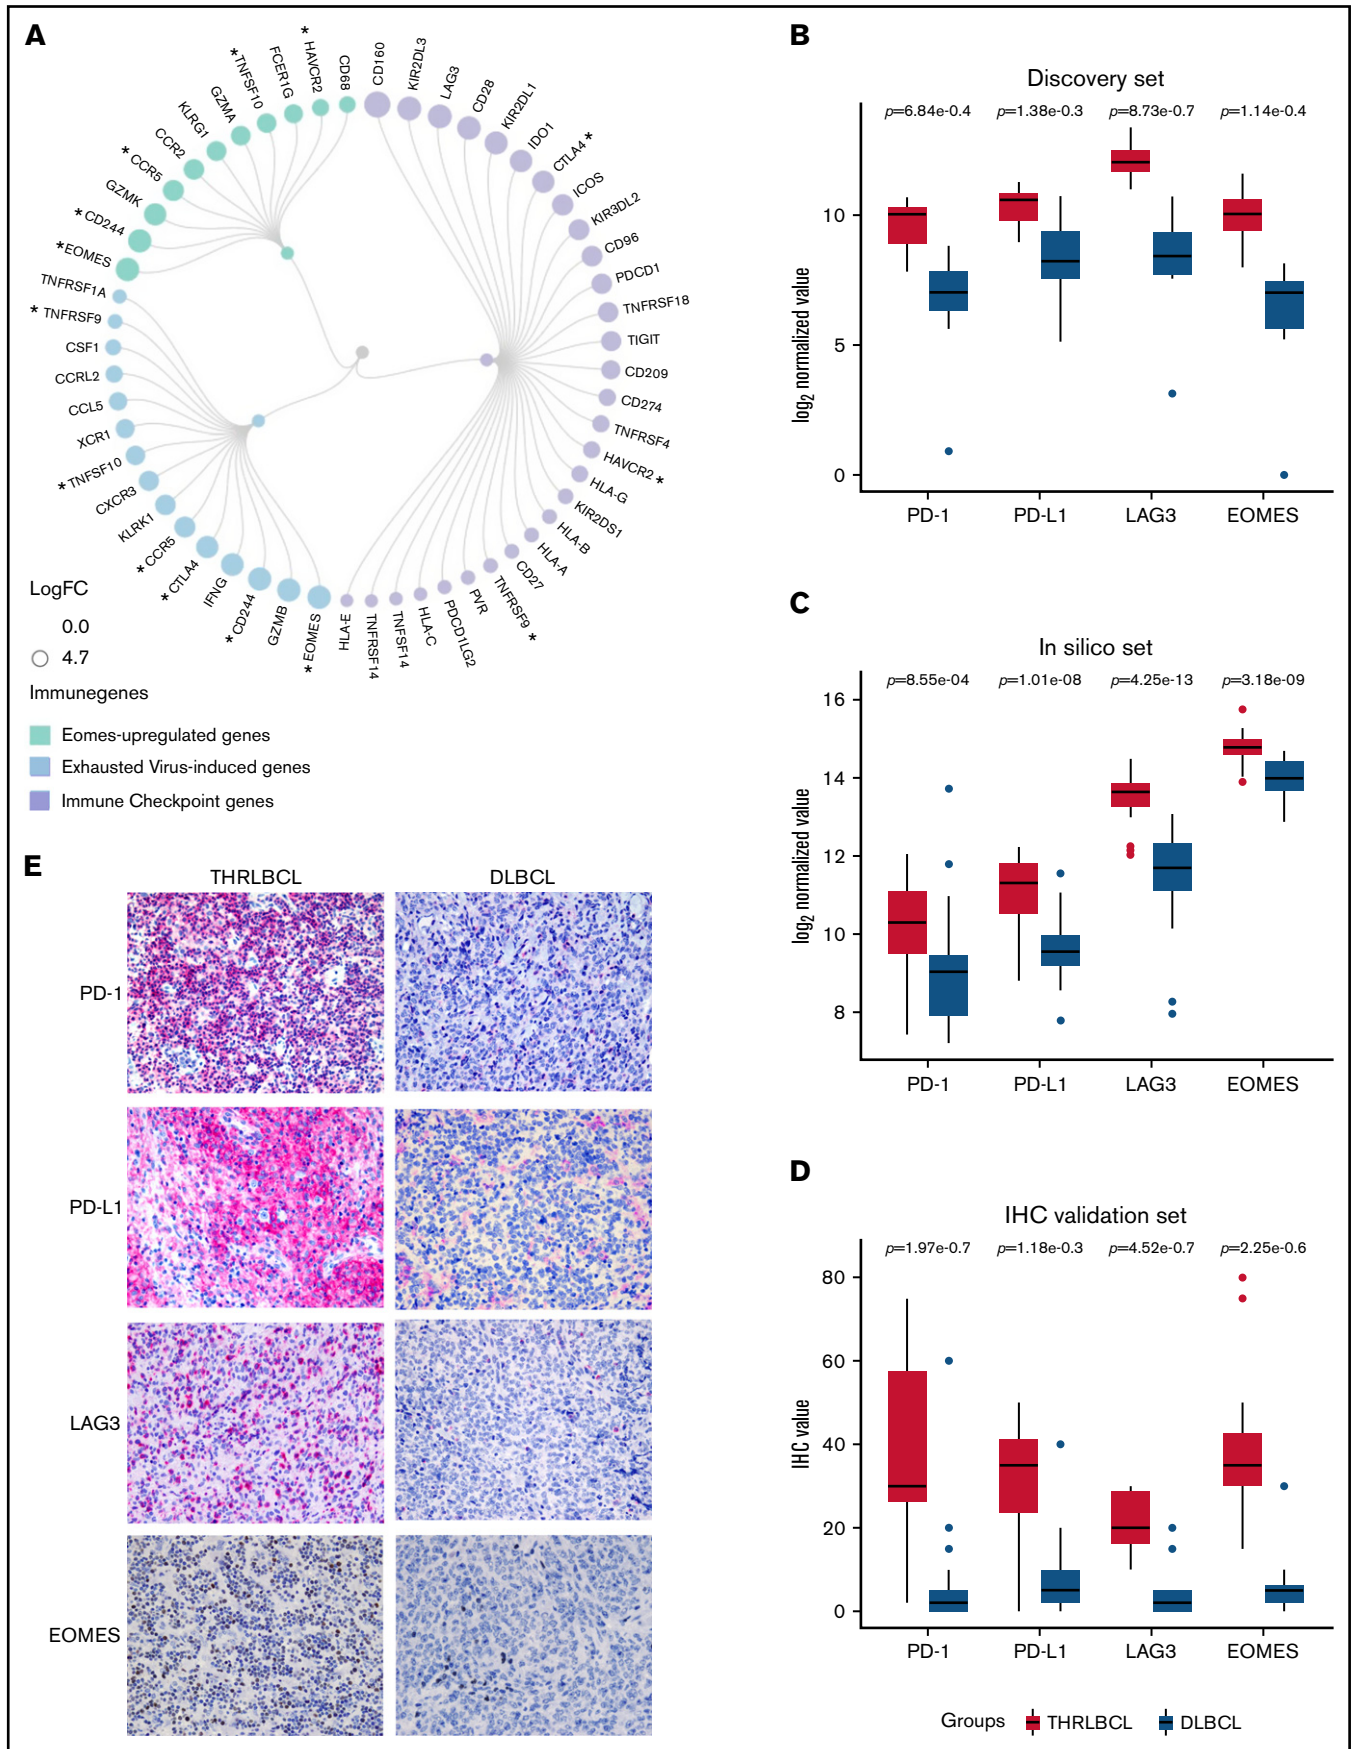 A
* HAVCR2
CD68
CD160
KIR2DL3
LAG3
CD28
KIR2DL1
IDO1
CTLA4 *
ICOS
KIR3DL2
CD96
PDCD1
TNFRSF18
TIGIT
CD209
CD274
TNFRSF4
HAVCR2 *
HLA-G
KIR2DS1
HLA-B
HLA-A
CD27
TNFRSF9 *
PVR
PDCD1LG2
HLA-C
TNFSF14
TNFRSF14
HLA-E
* EOMES
GZMB
* CD244
IFNG
* CTLA4
* CCR5
KLRK1
CXCR3
* TNFSF10
XCR1
CCL5
CCRL2
CSF1
* TNFRSF9
TNFRSF1A
* EOMES
* CD244
GZMK
* CCR5
CCR2
KLRG1
GZMA
* TNFSF10
FCER1G
LogFC
0.0
4.7
Immunegenes
Eomes-upregulated genes
Exhausted Virus-induced genes
Immune Checkpoint genes
B
Discovery set
p=6.84e-0.4 p=1.38e-0.3 p=8.73e-0.7 p=1.14e-0.4
log2 normalized value
10
5
0
PD-1 PD-L1 LAG3 EOMES
C
In silico set
p=8.55e-04 p=1.01e-08 p=4.25e-13 p=3.18e-09
log2 normalized value
16
14
12
10
8
PD-1 PD-L1 LAG3 EOMES
D
IHC validation set
p=1.97e-0.7 p=1.18e-0.3 p=4.52e-0.7 p=2.25e-0.6
IHC value
80
60
40
20
0
PD-1 PD-L1 LAG3 EOMES
Groups THRLBCL DLBCL
E
THRLBCL DLBCL
PD-1
PD-L1
LAG3
EOMES